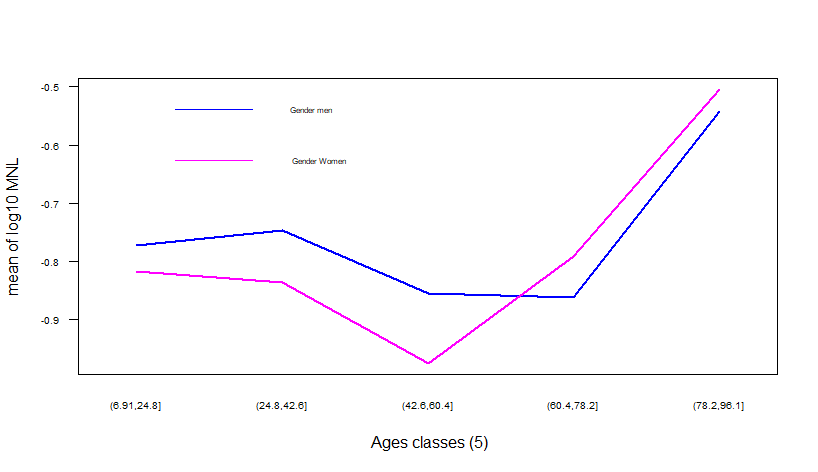 -0.5
-0.6
-0.7
-0.8
-0.9
mean of log10 MNL
Gender men
Gender Women
(6.91,24.8] (24.8,42.6] (42.6,60.4] (60.4,78.2] (78.2,96.1]
Ages classes (5)